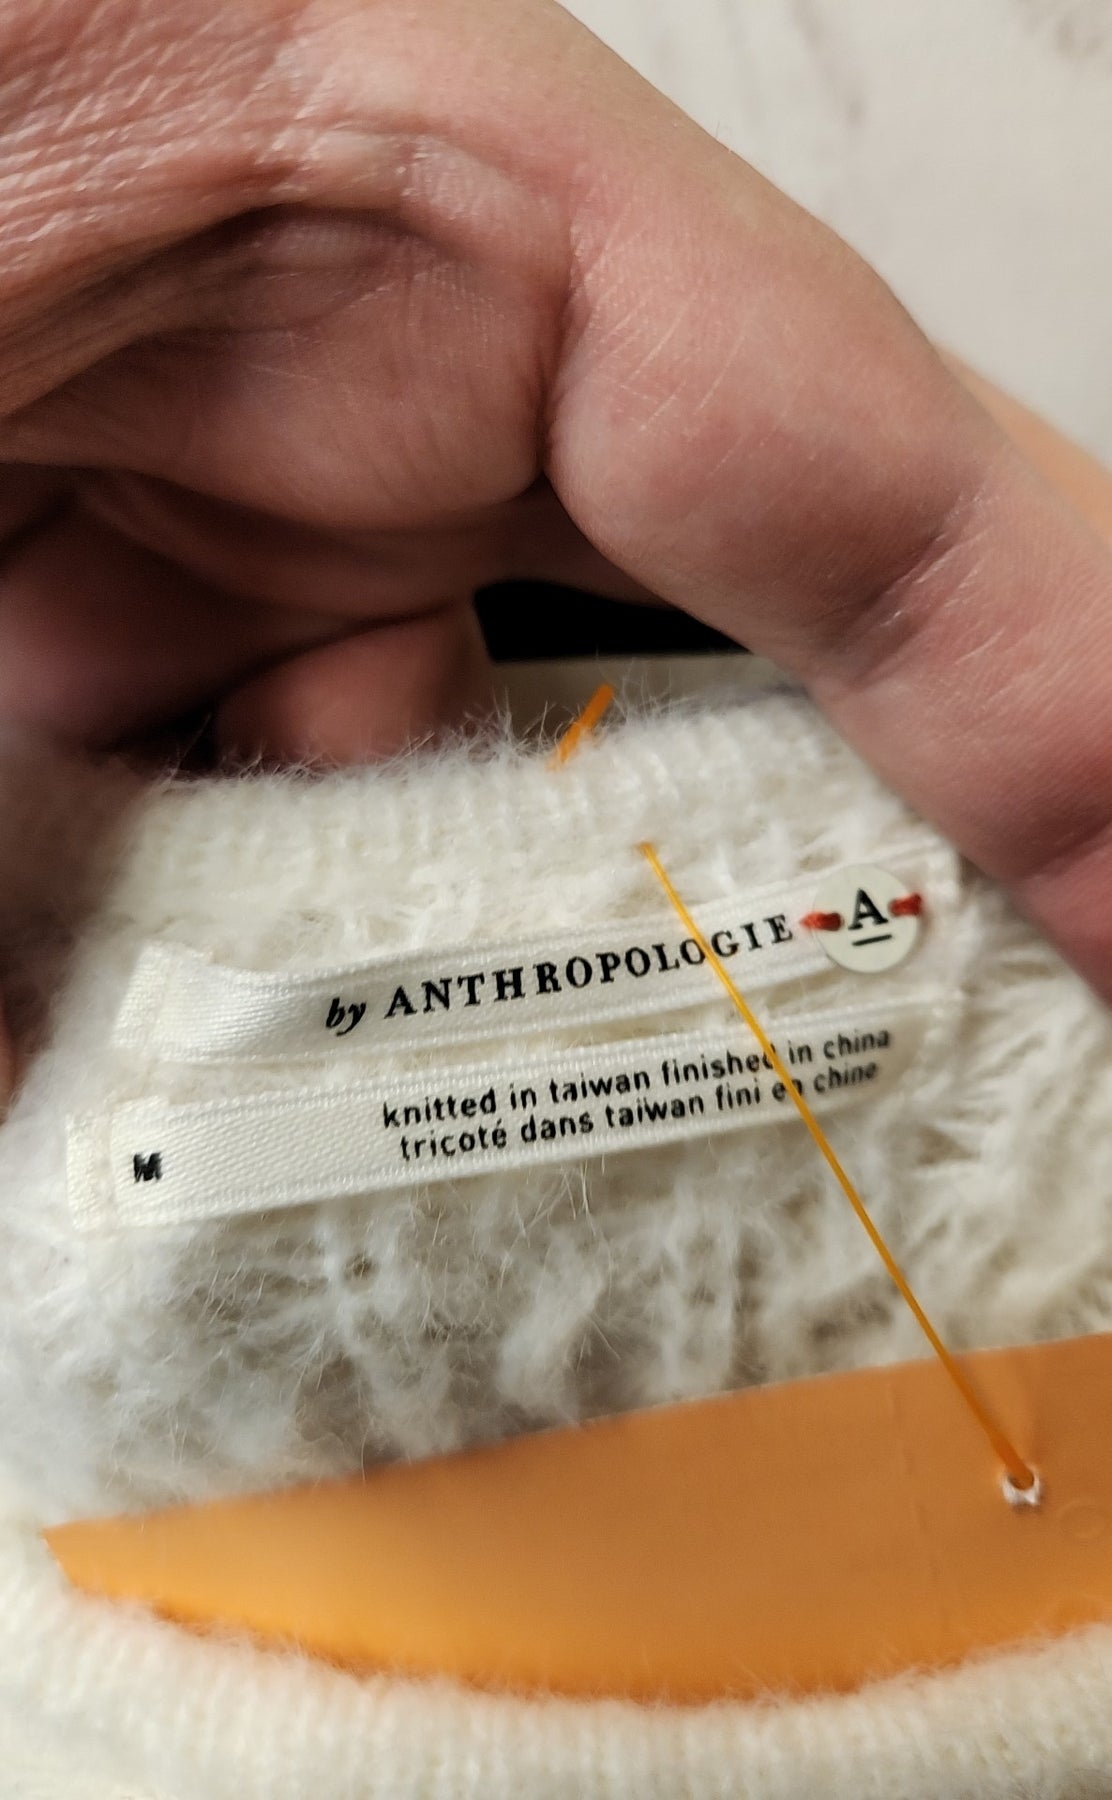 by ANTHROPOLOGIE A
knitted in taiwan finished in china
tricoté dans taiwan fini en chine
M